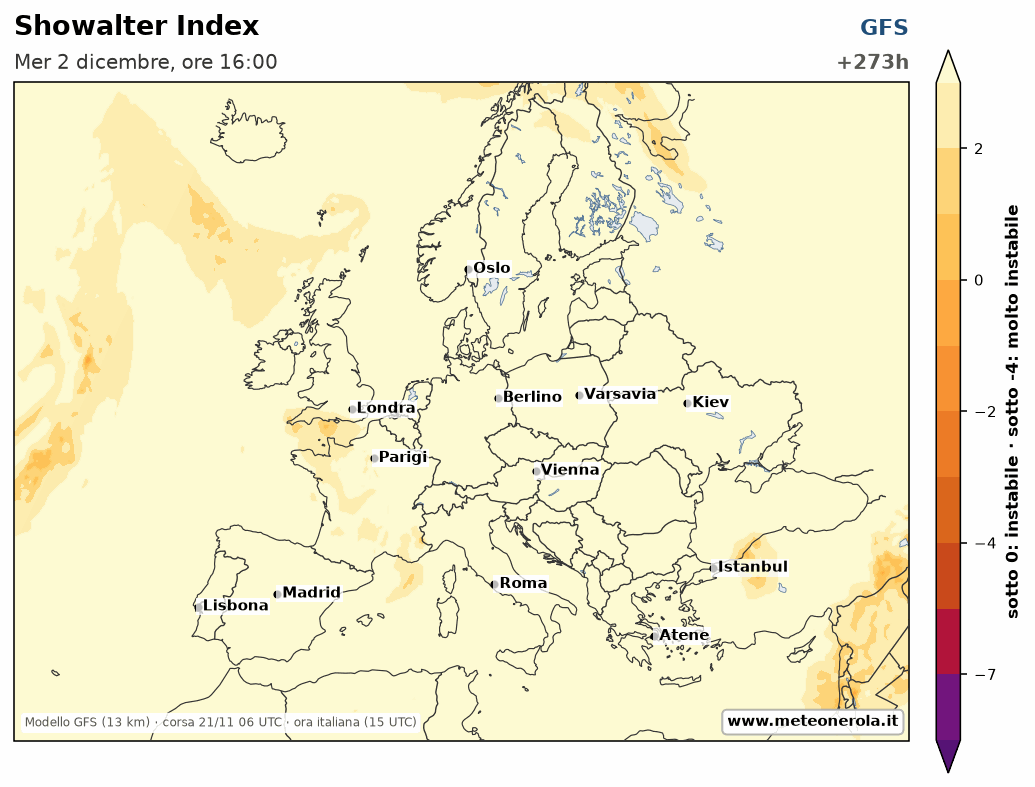 Showalter Index
GFS
Mer 2 dicembre, ore 16:00
+273h
Oslo
Berlino
Varsavia
Kiev
Londra
Parigi
Vienna
Istanbul
Roma
Madrid
Lisbona
Atene
2
0
−2
−4
−7
sotto 0: instabile · sotto -4: molto instabile
Modello GFS (13 km) · corsa 21/11 06 UTC · ora italiana (15 UTC)
www.meteonerola.it